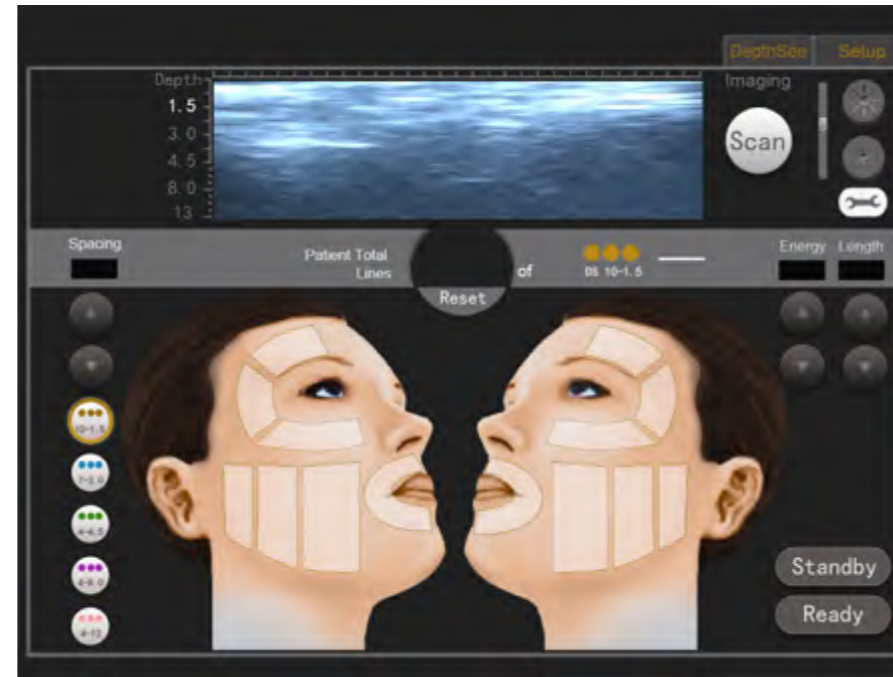 DepthSee Setup
Depth
1.5
3.0
4.5
8.0
13
Imaging
Scan
Spacing
Patient Total
Lines
Reset
of
DS 10-1.5
Energy Length
10-1.5
7-3.0
4-4.5
4-8.0
4-13
Standby
Ready